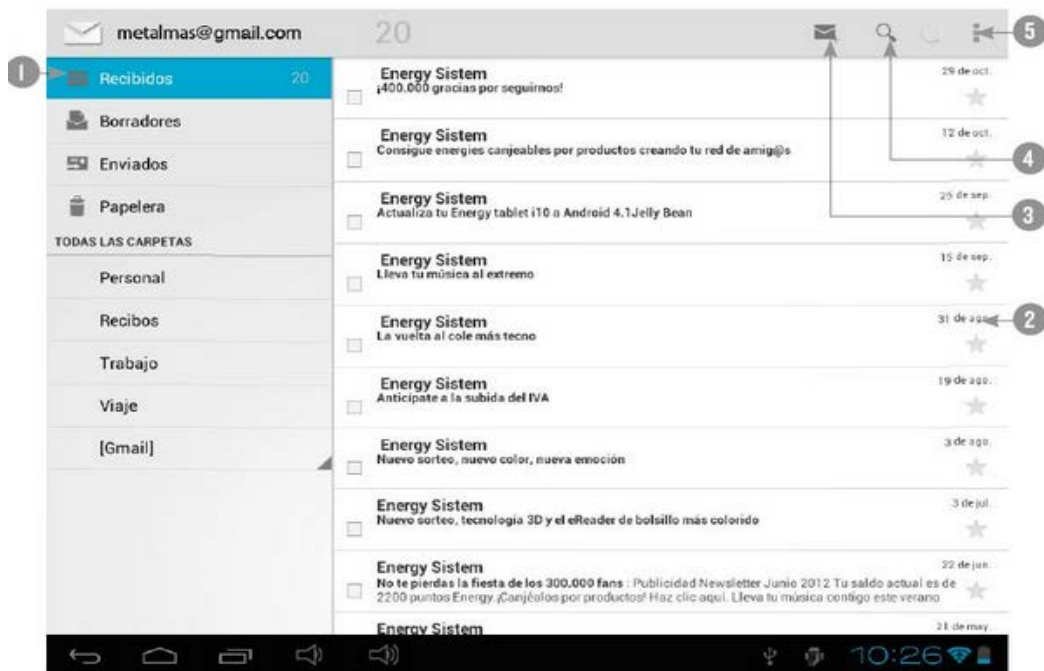 metalmas@gmail.com
20
5
1
Recibidos 20
Borradores
Enviados
Papelera
TODAS LAS CARPETAS
Personal
Recibos
Trabajo
Viaje
[Gmail]
Energy Sistem 29 de oct.
¡400.000 gracias por seguirnos!
Energy Sistem 12 de oct.
Consigue energies canjeables por productos creando tu red de amig@s
4
Energy Sistem 25 de sep.
Actualiza tu Energy tablet i10 a Android 4.1Jelly Bean
3
Energy Sistem 15 de sep.
Lleva tu música al extremo
Energy Sistem 31 de ago.
La vuelta al cole más tecno
2
Energy Sistem 19 de ago.
Anticípate a la subida del IVA
Energy Sistem 3 de ago.
Nuevo sorteo, nuevo color, nueva emoción
Energy Sistem 3 de jul.
Nuevo sorteo, tecnología 3D y el eReader de bolsillo más colorido
Energy Sistem 22 de jun.
No te pierdas la fiesta de los 300.000 fans : Publicidad Newsletter Junio 2012 Tu saldo actual es de
2200 puntos Energy ¡Canjéalos por productos! Haz clic aquí. Lleva tu música contigo este verano
Energy Sistem 21 de may.
10:26